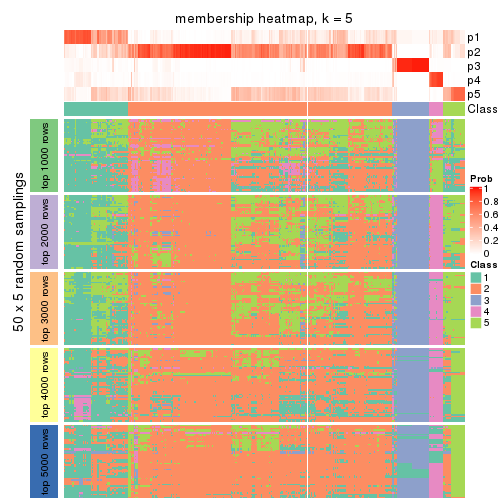 membership heatmap, k = 5
p1
p2
p3
p4
p5
Class
50 x 5 random samplings
top 1000 rows
top 2000 rows
top 3000 rows
top 4000 rows
top 5000 rows
Prob
1
0.8
0.6
0.4
0.2
0
Class
1
2
3
4
5